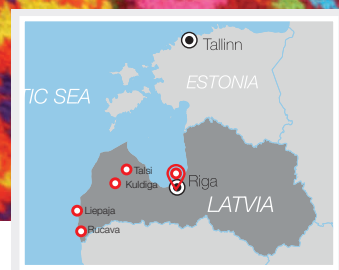 Tallinn
ESTONIA
TIC SEA
Talsi
Kuldiga
Riga
Liepaja
LATVIA
Rucava